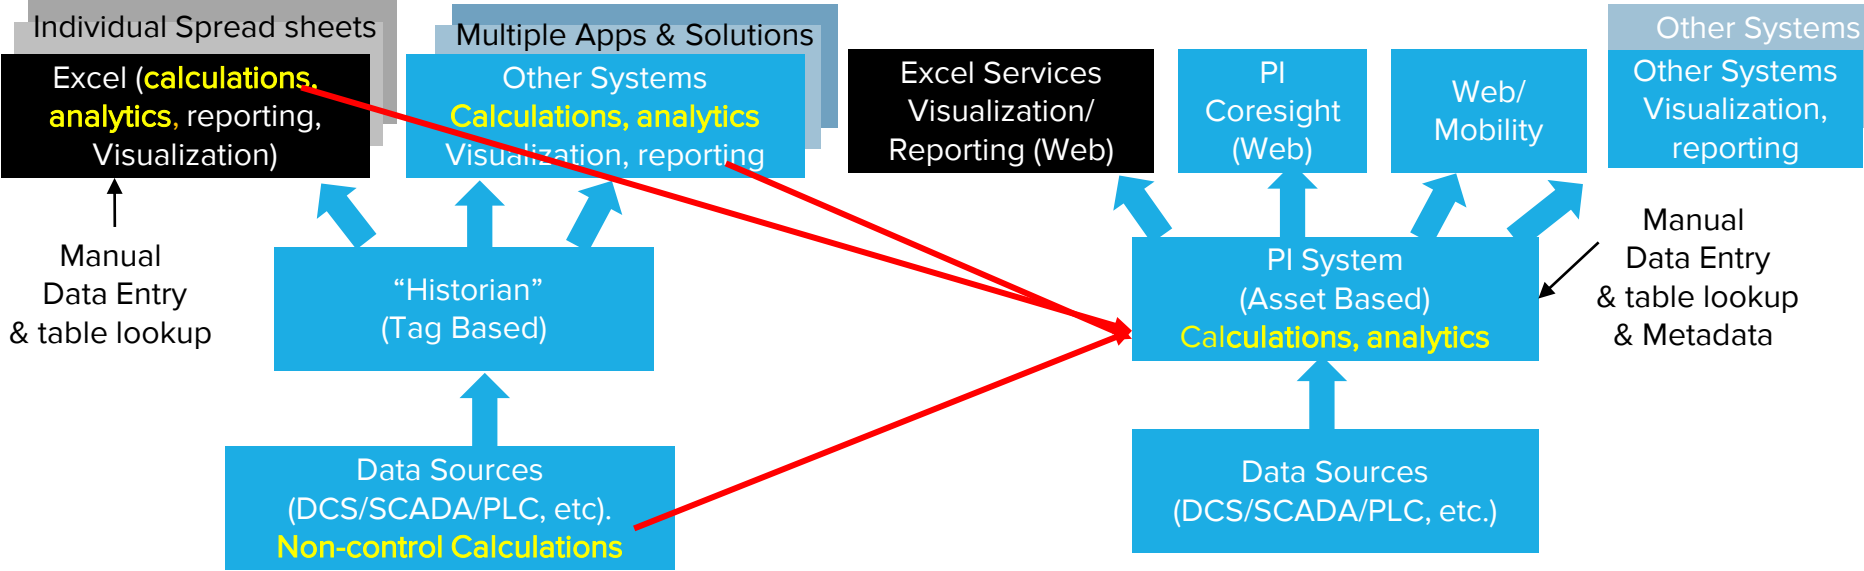 Individual Spread sheets
Excel (calculations,
analytics, reporting,
Visualization)
Manual
Data Entry
& table lookup
Multiple Apps & Solutions
Other Systems
Calculations, analytics
Visualization, reporting
“Historian”
(Tag Based)
Data Sources
(DCS/SCADA/PLC, etc).
Non-control Calculations
Excel Services
Visualization/
Reporting (Web)
PI
Coresight
(Web)
Web/
Mobility
Other Systems
Other Systems
Visualization,
reporting
PI System
(Asset Based)
Calculations, analytics
Manual
Data Entry
& table lookup
& Metadata
Data Sources
(DCS/SCADA/PLC, etc.)